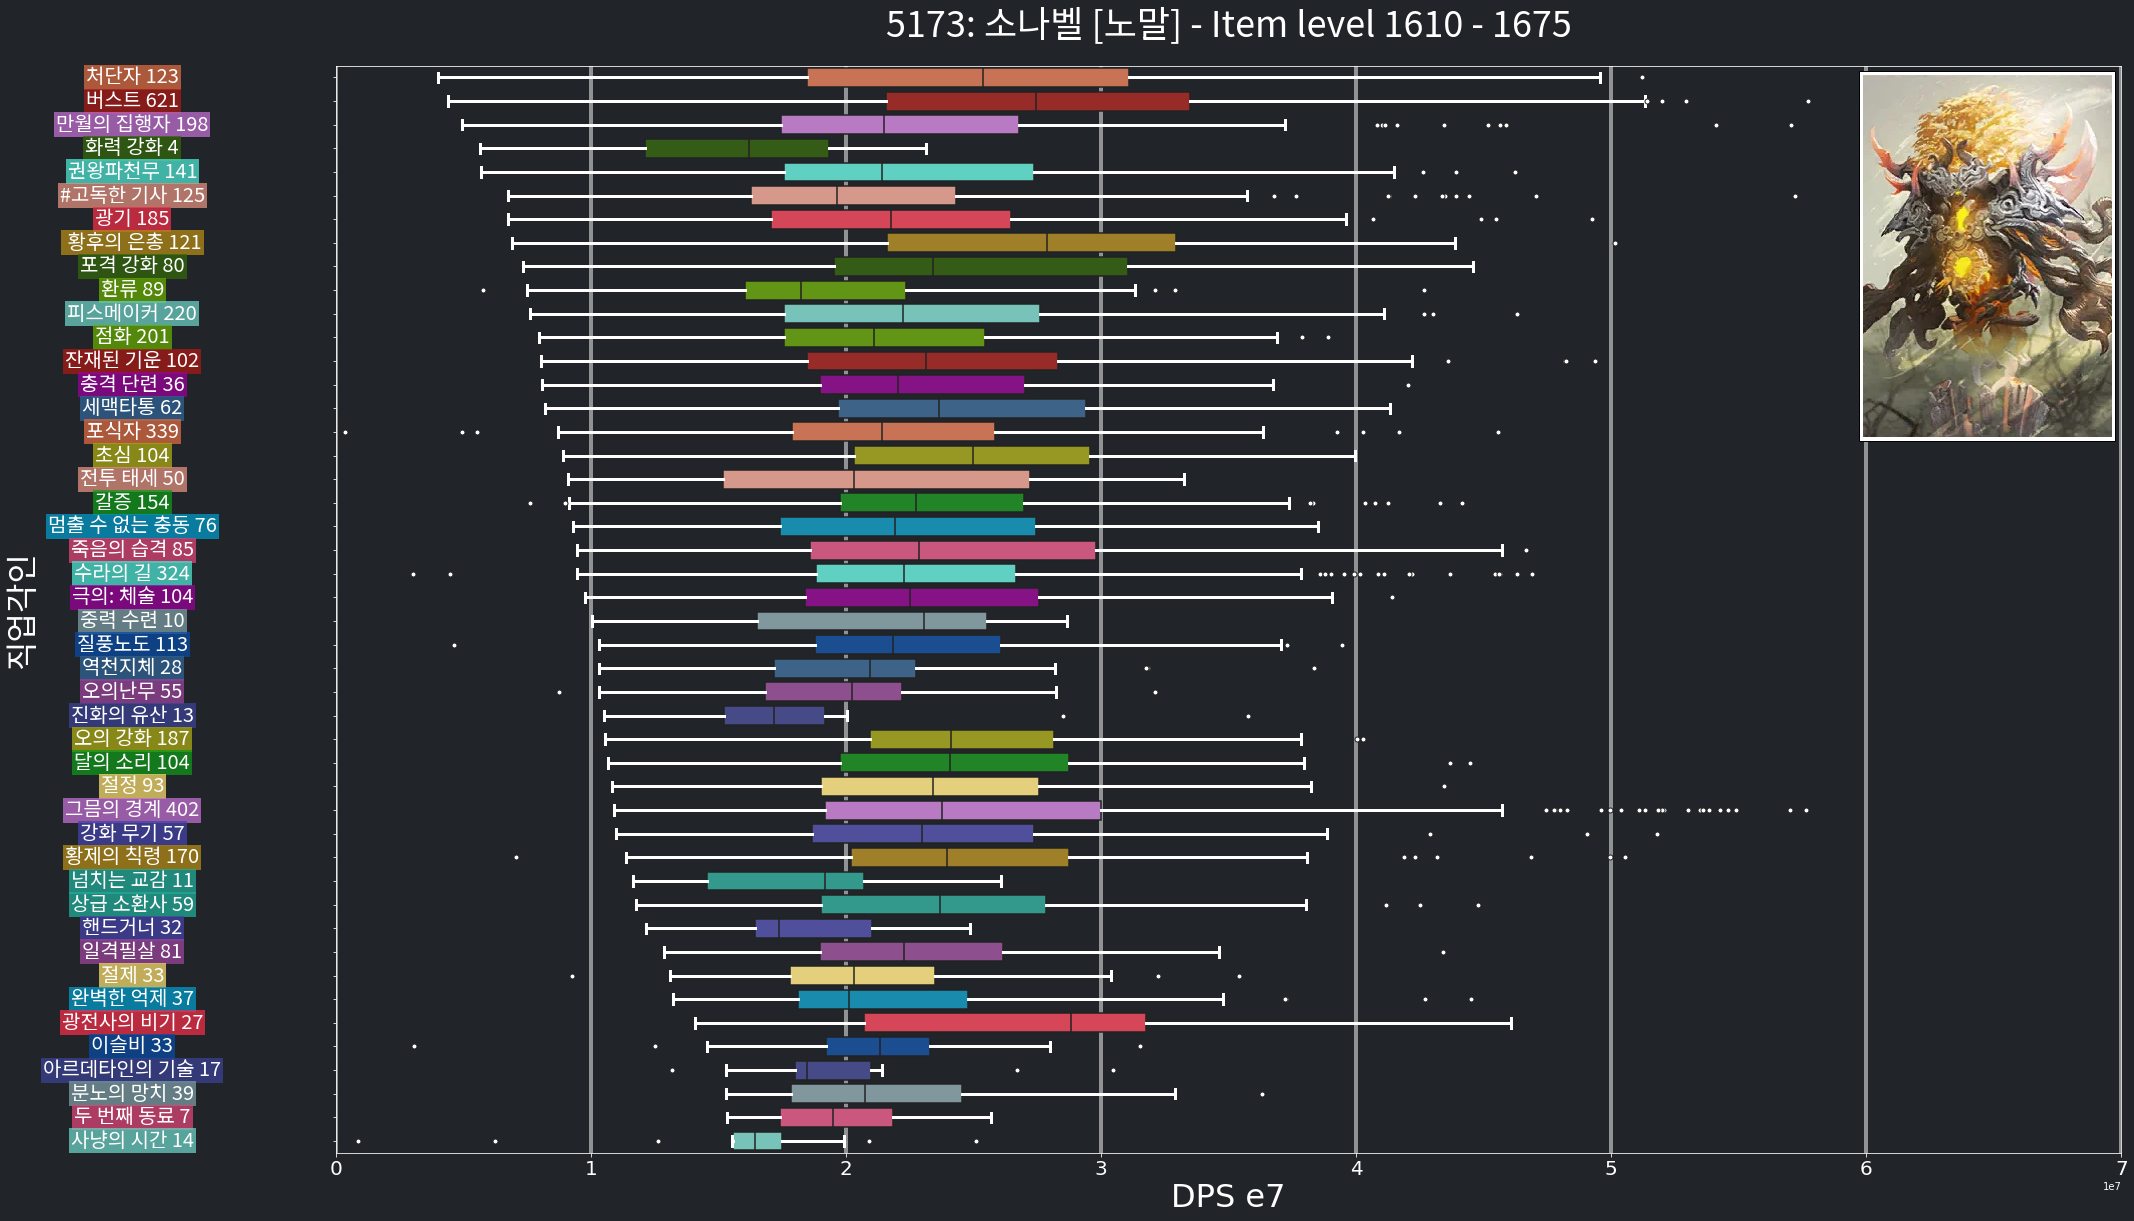 5173: 소나벨 [노말] - Item level 1610 - 1675
처단자 123
버스트 621
만월의 집행자 198
화력 강화 4
권왕파천무 141
#고독한 기사 125
광기 185
황후의 은총 121
포격 강화 80
환류 89
피스메이커 220
점화 201
잔재된 기운 102
충격 단련 36
세맥타통 62
포식자 339
초심 104
전투 태세 50
갈증 154
멈출 수 없는 충동 76
죽음의 습격 85
수라의 길 324
극의: 체술 104
중력 수련 10
질풍노도 113
역천지체 28
오의난무 55
진화의 유산 13
오의 강화 187
달의 소리 104
절정 93
그믐의 경계 402
강화 무기 57
황제의 칙령 170
넘치는 교감 11
상급 소환사 59
핸드거너 32
일격필살 81
절제 33
완벽한 억제 37
광전사의 비기 27
이슬비 33
아르데타인의 기술 17
분노의 망치 39
두 번째 동료 7
사냥의 시간 14
직업각인
0 1 2 3 4 5 6 7
1e7
DPS e7